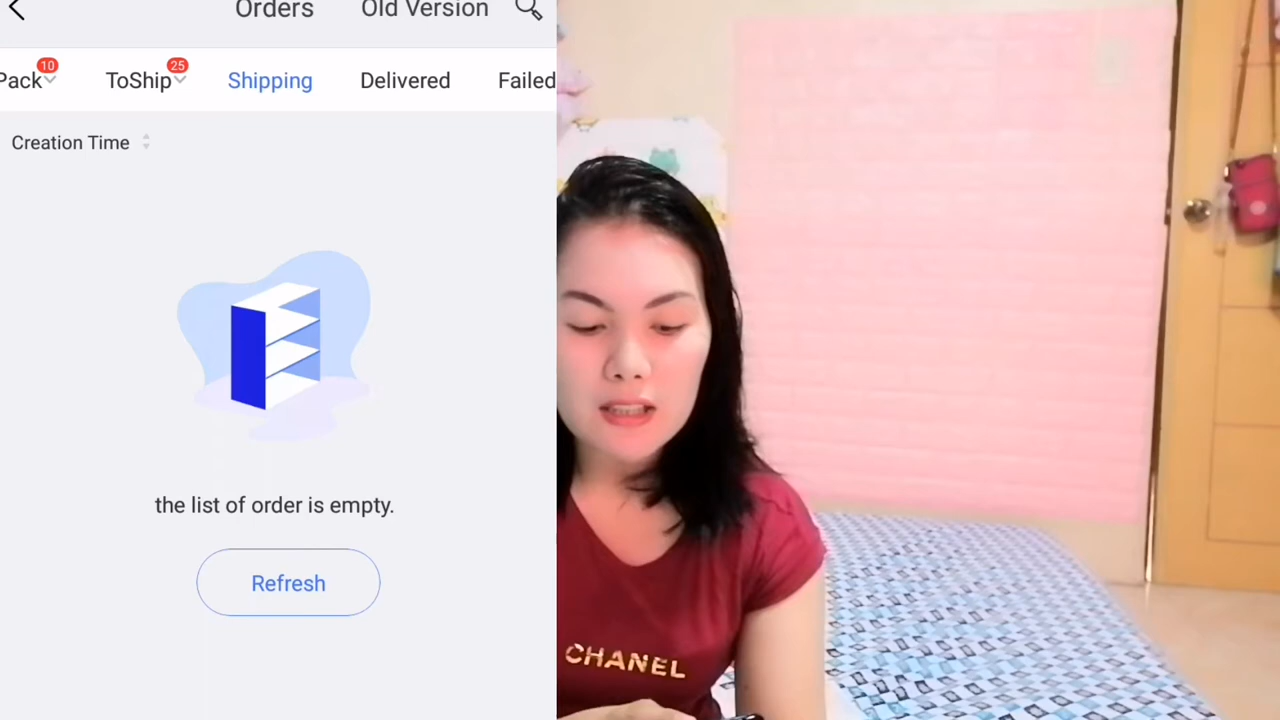 Orders
Old Version
Pack 10
ToShip 25
Shipping
Delivered
Failed
Creation Time
the list of order is empty.
Refresh
CHANEL